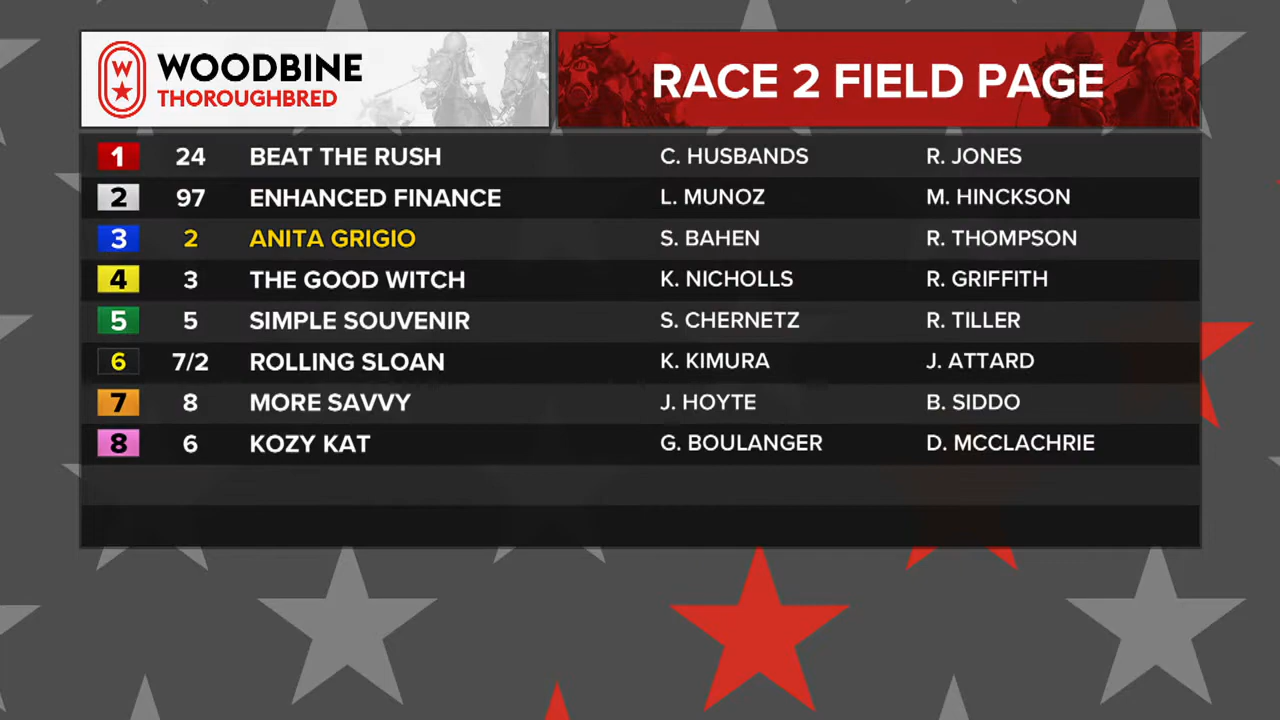 W
WOODBINE
THOROUGHBRED
RACE 2 FIELD PAGE
1 24 BEAT THE RUSH C. HUSBANDS R. JONES
2 97 ENHANCED FINANCE L. MUNOZ M. HINCKSON
3 2 ANITA GRIGIO S. BAHEN R. THOMPSON
4 3 THE GOOD WITCH K. NICHOLLS R. GRIFFITH
5 5 SIMPLE SOUVENIR S. CHERNETZ R. TILLER
6 7/2 ROLLING SLOAN K. KIMURA J. ATTARD
7 8 MORE SAVVY J. HOYTE B. SIDDO
8 6 KOZY KAT G. BOULANGER D. MCCLACHRIE